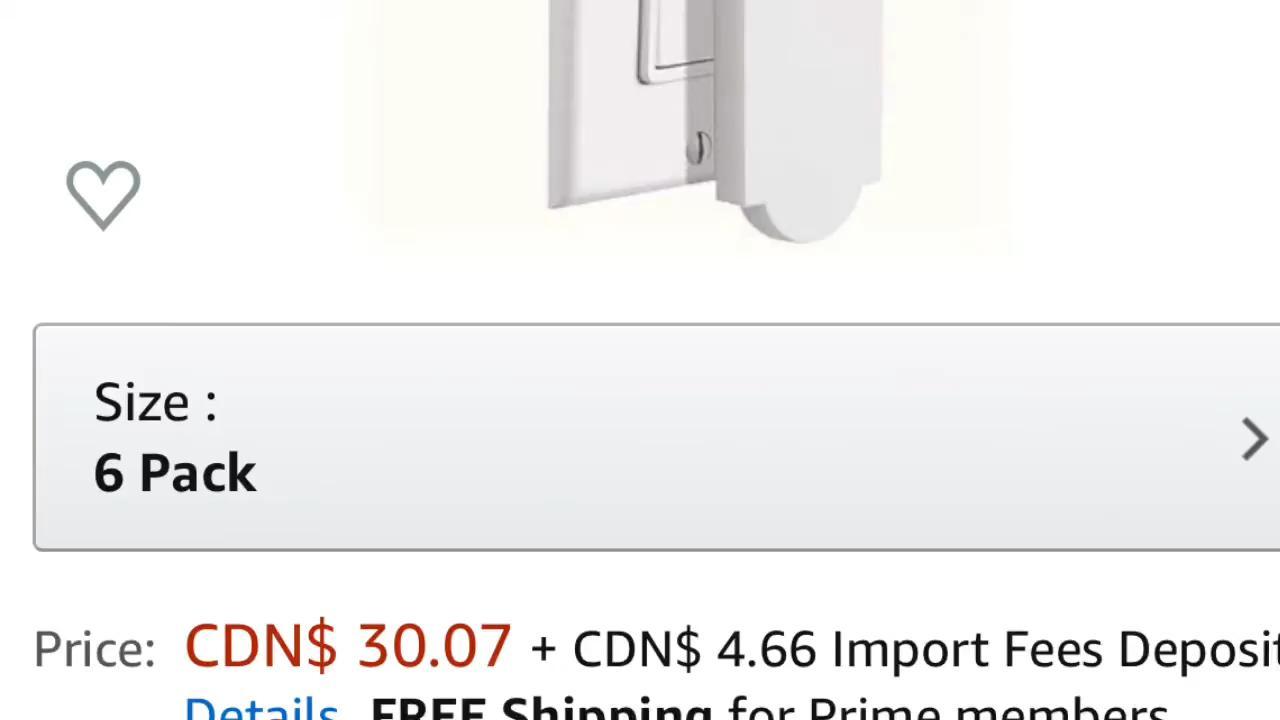 Size :
6 Pack
Price: CDN$ 30.07 + CDN$ 4.66 Import Fees Deposit
Details FREE Shipping for Prime members